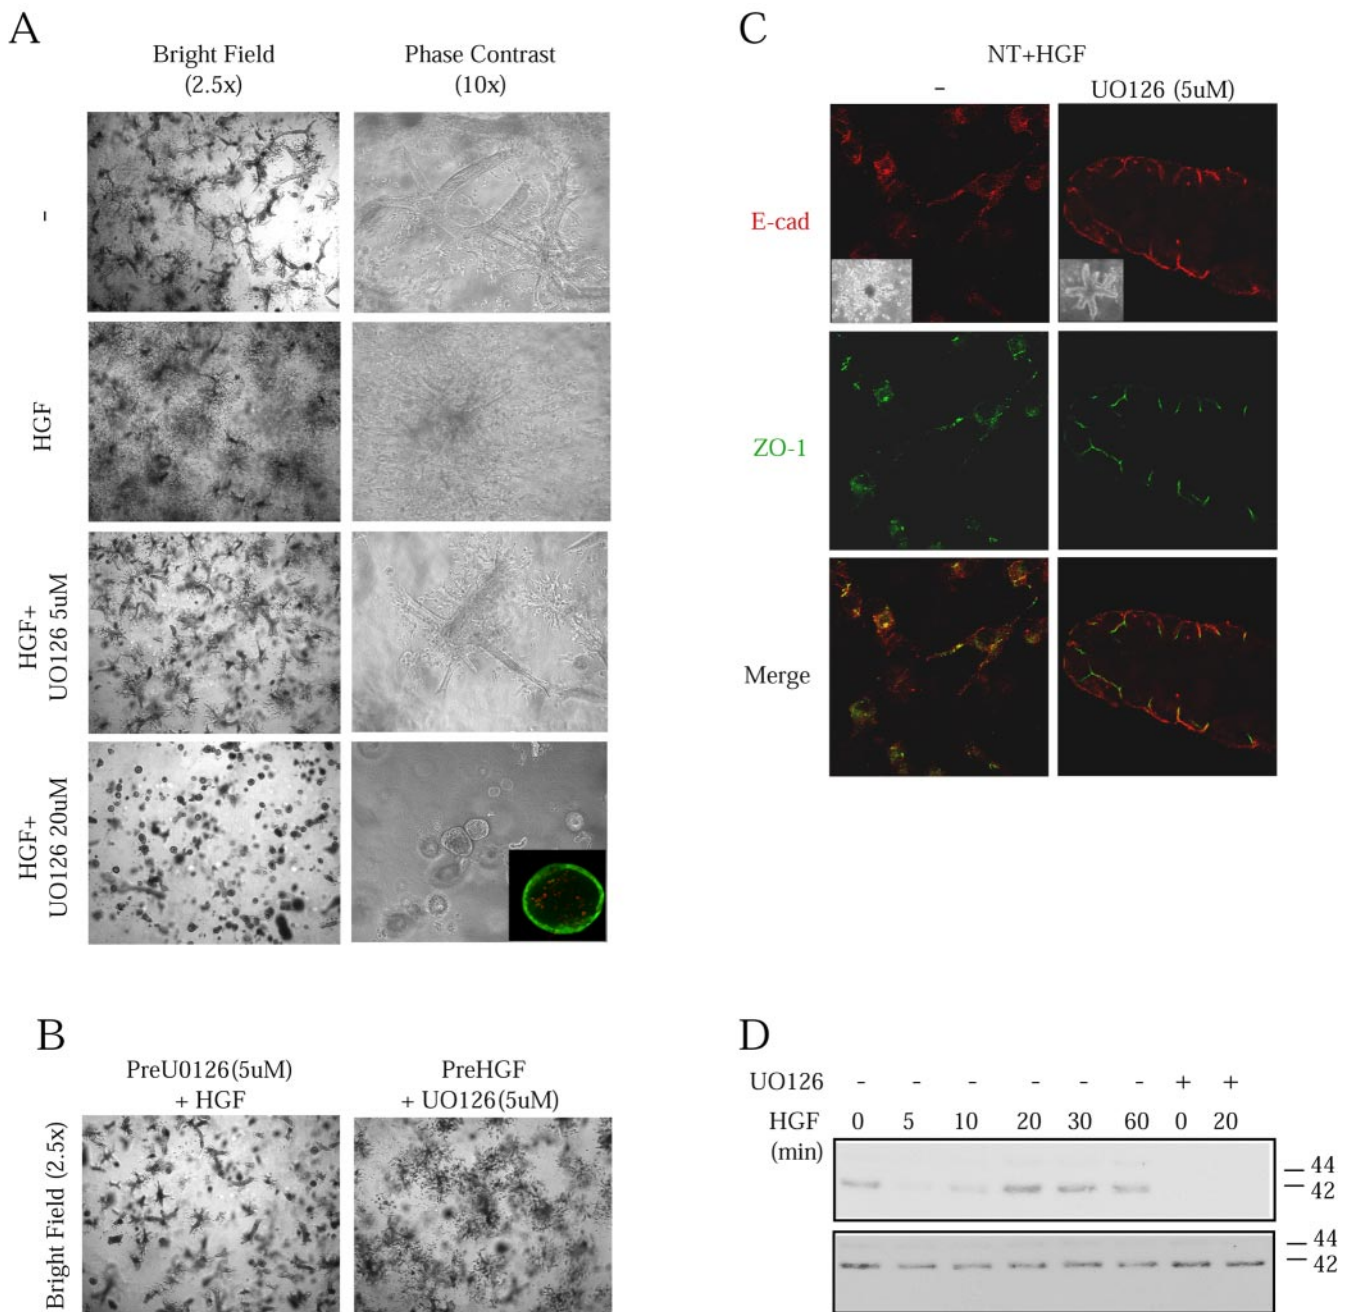 A
Bright Field
(2.5x)
Phase Contrast
(10x)
-
HGF
HGF+
UO126 5uM
HGF+
UO126 20uM
B
PreU0126(5uM)
+ HGF
PreHGF
+ UO126(5uM)
Bright Field (2.5x)
C
NT+HGF
-
UO126 (5uM)
E-cad
ZO-1
Merge
D
UO126 - - - - - - + +
HGF 0 5 10 20 30 60 0 20
(min)
44
42
44
42